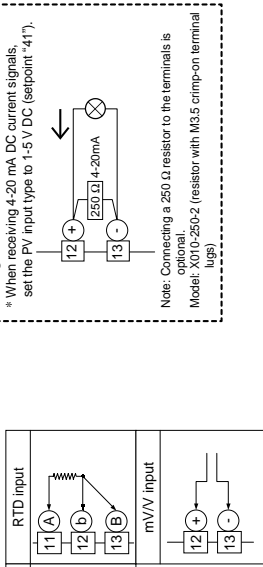 * When receiving 4-20 mA DC current signals,
set the PV input type to 1-5 V DC (setpoint "41").
12 +
250 Ω 4-20mA
13 -
Note: Connecting a 250 Ω resistor to the terminals is
optional.
Model: X010-250-2 (resistor with M3.5 crimp-on terminal
lugs)
RTD input
11 A
12 b
13 B
mV/V input
12 +
13 -